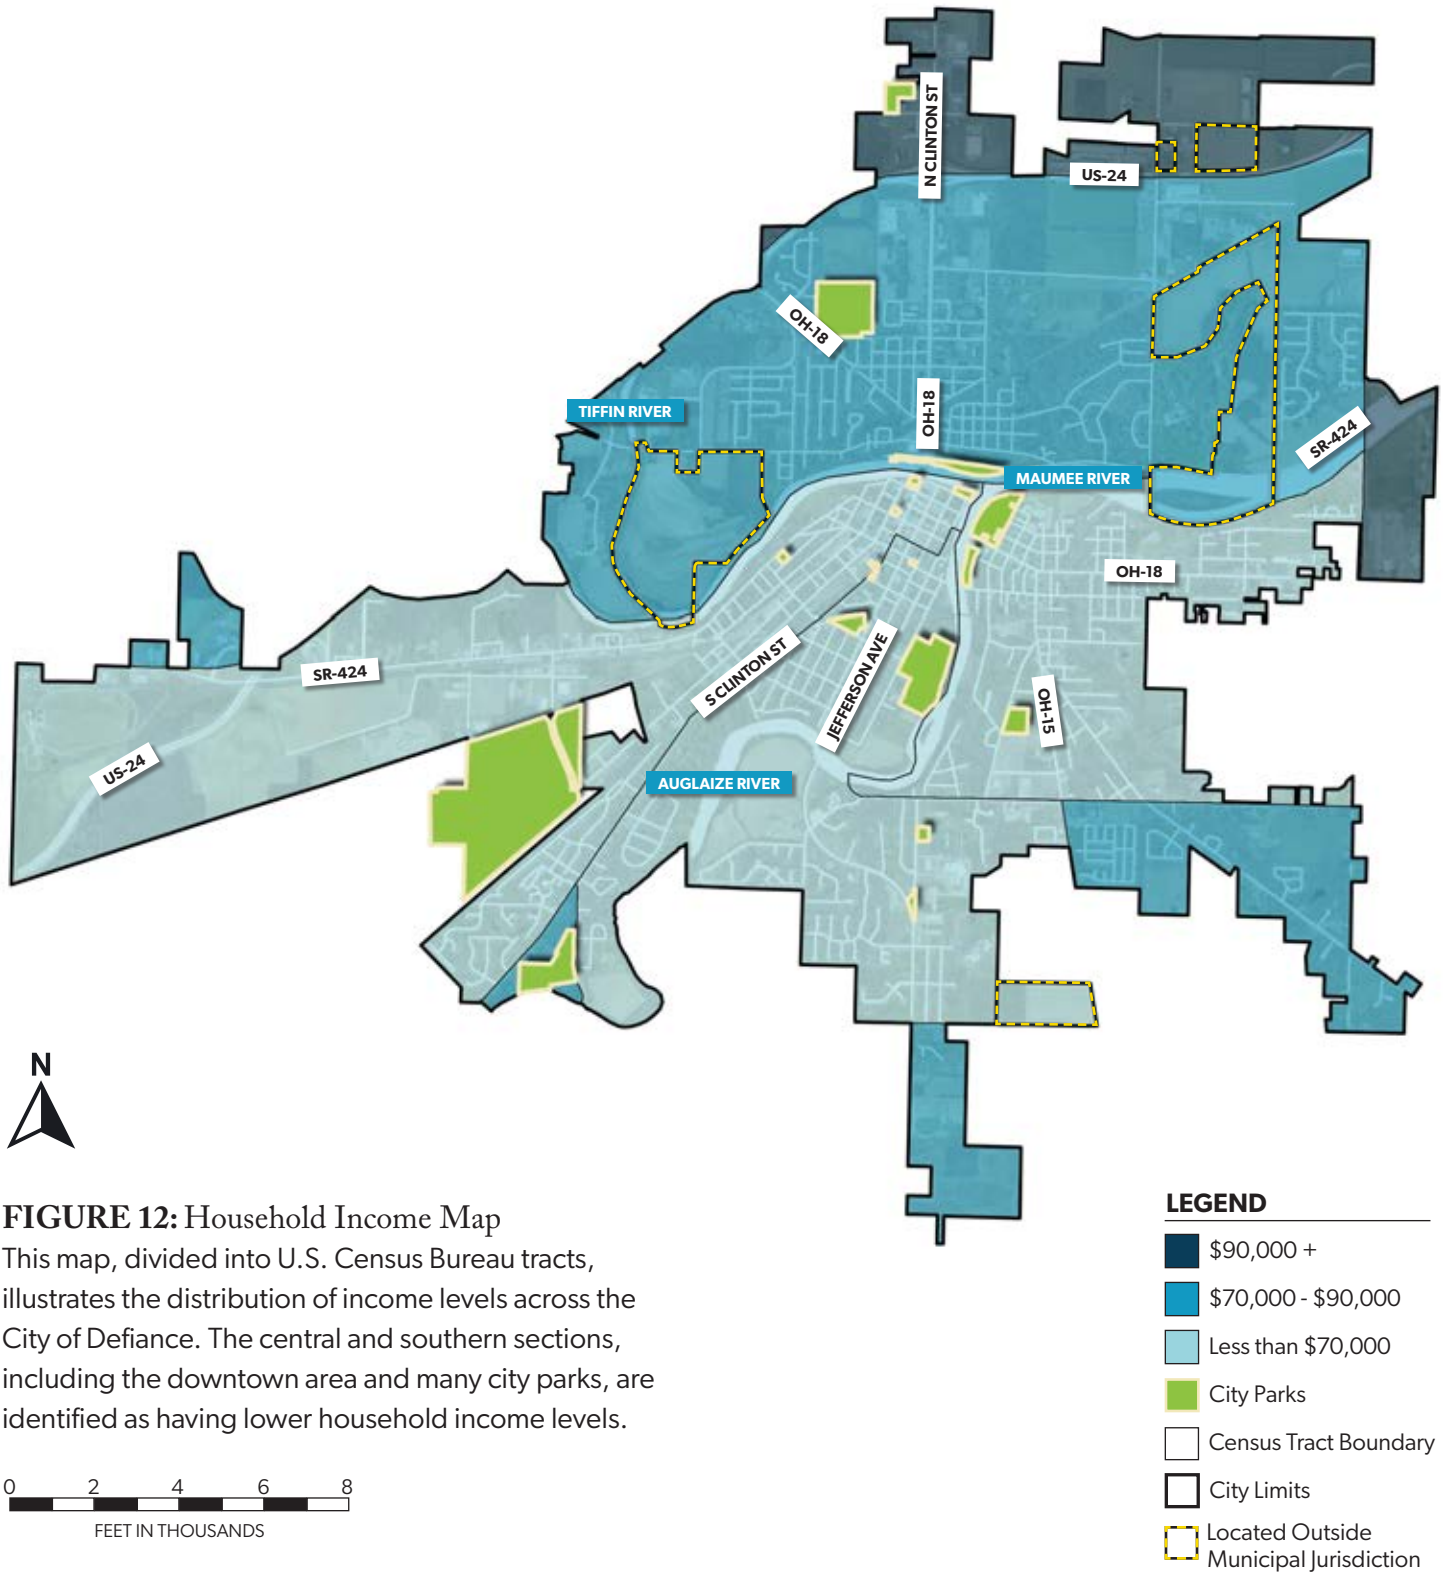 N CLINTON ST
US-24
OH-18
OH-18
TIFFIN RIVER
SR-424
MAUMEE RIVER
OH-18
SR-424
S CLINTON ST
JEFFERSON AVE
OH-15
US-24
AUGLAIZE RIVER
N
FIGURE 12: Household Income Map
This map, divided into U.S. Census Bureau tracts,
illustrates the distribution of income levels across the
City of Defiance. The central and southern sections,
including the downtown area and many city parks, are
identified as having lower household income levels.
0 2 4 6 8
FEET IN THOUSANDS
LEGEND
$90,000 +
$70,000 - $90,000
Less than $70,000
City Parks
Census Tract Boundary
City Limits
Located Outside
Municipal Jurisdiction